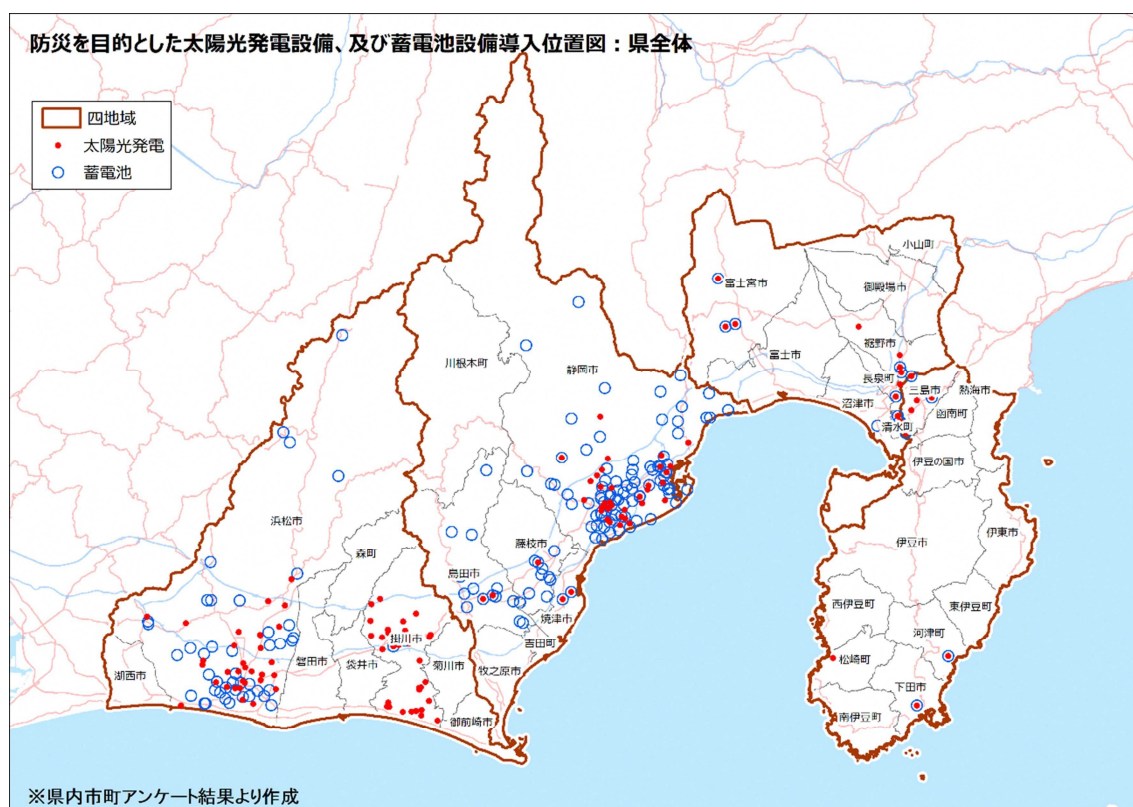 防災を目的とした太陽光発電設備、及び蓄電池設備導入位置図：県全体
四地域
太陽光発電
蓄電池
小山町
富士宮市
御殿場市
裾野市
富士市
川根本町
静岡市
長泉町
三島市
熱海市
沼津市
函南町
清水町
伊豆の国市
浜松市
伊豆市
伊東市
森町
藤枝市
島田市
西伊豆町
東伊豆町
焼津市
河津町
掛川市
吉田町
磐田市
袋井市
菊川市
牧之原市
松崎町
湖西市
下田市
南伊豆町
御前崎市
※県内市町アンケート結果より作成